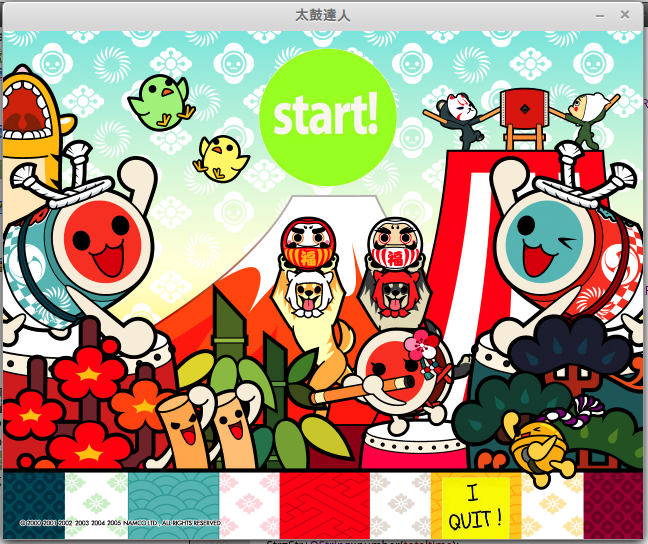 太鼓達人
start!
福
福
I
QUIT!
© 2000 2001 2002 2003 2004 2005 NAMCO LTD., ALL RIGHTS RESERVED.